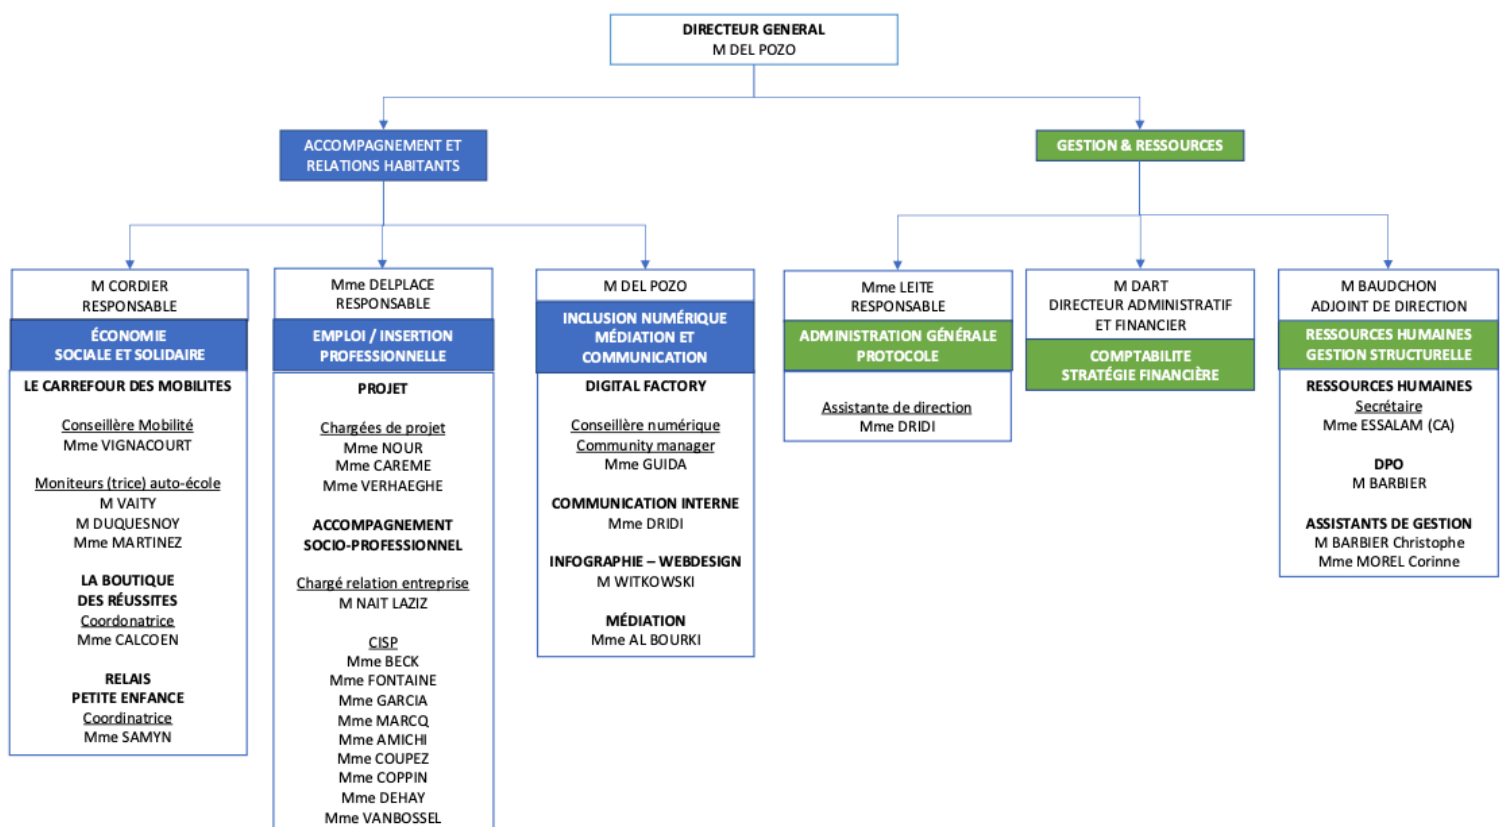 DIRECTEUR GENERAL
M DEL POZO
ACCOMPAGNEMENT ET
RELATIONS HABITANTS
GESTION & RESSOURCES
M CORDIER
RESPONSABLE
ÉCONOMIE
SOCIALE ET SOLIDAIRE
LE CARREFOUR DES MOBILITES
Conseillère Mobilité
Mme VIGNACOURT
Moniteurs (trice) auto-école
M VAITY
M DUQUESNOY
Mme MARTINEZ
LA BOUTIQUE
DES RÉUSSITES
Coordonatrice
Mme CALCOEN
RELAIS
PETITE ENFANCE
Coordinatrice
Mme SAMYN
Mme DELPLACE
RESPONSABLE
EMPLOI / INSERTION
PROFESSIONNELLE
PROJET
Chargées de projet
Mme NOUR
Mme CAREME
Mme VERHAEGHE
ACCOMPAGNEMENT
SOCIO-PROFESSIONNEL
Chargé relation entreprise
M NAIT LAZIZ
CISP
Mme BECK
Mme FONTAINE
Mme GARCIA
Mme MARCQ
Mme AMICHI
Mme COUPEZ
Mme COPPIN
Mme DEHAY
Mme VANBOSSEL
M DEL POZO
INCLUSION NUMÉRIQUE
MÉDIATION ET
COMMUNICATION
DIGITAL FACTORY
Conseillère numérique
Community manager
Mme GUIDA
COMMUNICATION INTERNE
Mme DRIDI
INFOGRAPHIE – WEBDESIGN
M WITKOWSKI
MÉDIATION
Mme AL BOURKI
Mme LEITE
RESPONSABLE
ADMINISTRATION GÉNÉRALE
PROTOCOLE
Assistante de direction
Mme DRIDI
M DART
DIRECTEUR ADMINISTRATIF
ET FINANCIER
COMPTABILITE
STRATÉGIE FINANCIÈRE
M BAUDCHON
ADJOINT DE DIRECTION
RESSOURCES HUMAINES
GESTION STRUCTURELLE
RESSOURCES HUMAINES
Secrétaire
Mme ESSALAM (CA)
DPO
M BARBIER
ASSISTANTS DE GESTION
M BARBIER Christophe
Mme MOREL Corinne